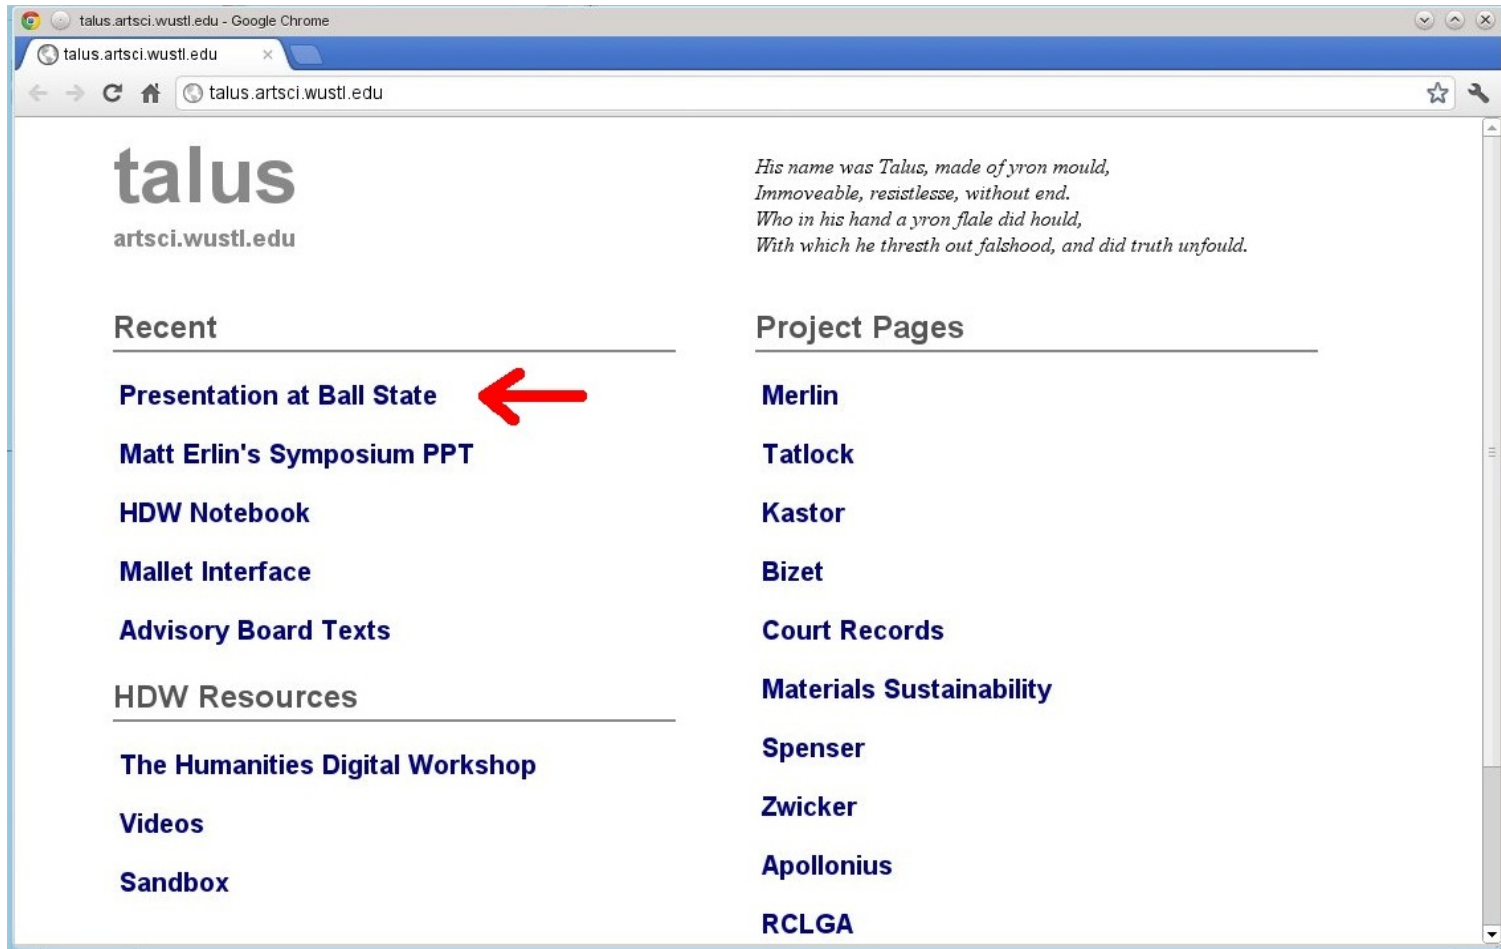 talus.artsci.wustl.edu - Google Chrome
talus.artsci.wustl.edu
talus.artsci.wustl.edu
talus
artsci.wustl.edu
His name was Talus, made of yron mould,
Immoveable, resistlesse, without end.
Who in his hand a yron flale did hould,
With which he thresth out falshood, and did truth unfould.
Recent
Presentation at Ball State
Matt Erlin's Symposium PPT
HDW Notebook
Mallet Interface
Advisory Board Texts
HDW Resources
The Humanities Digital Workshop
Videos
Sandbox
Project Pages
Merlin
Tatlock
Kastor
Bizet
Court Records
Materials Sustainability
Spenser
Zwicker
Apollonius
RCLGA